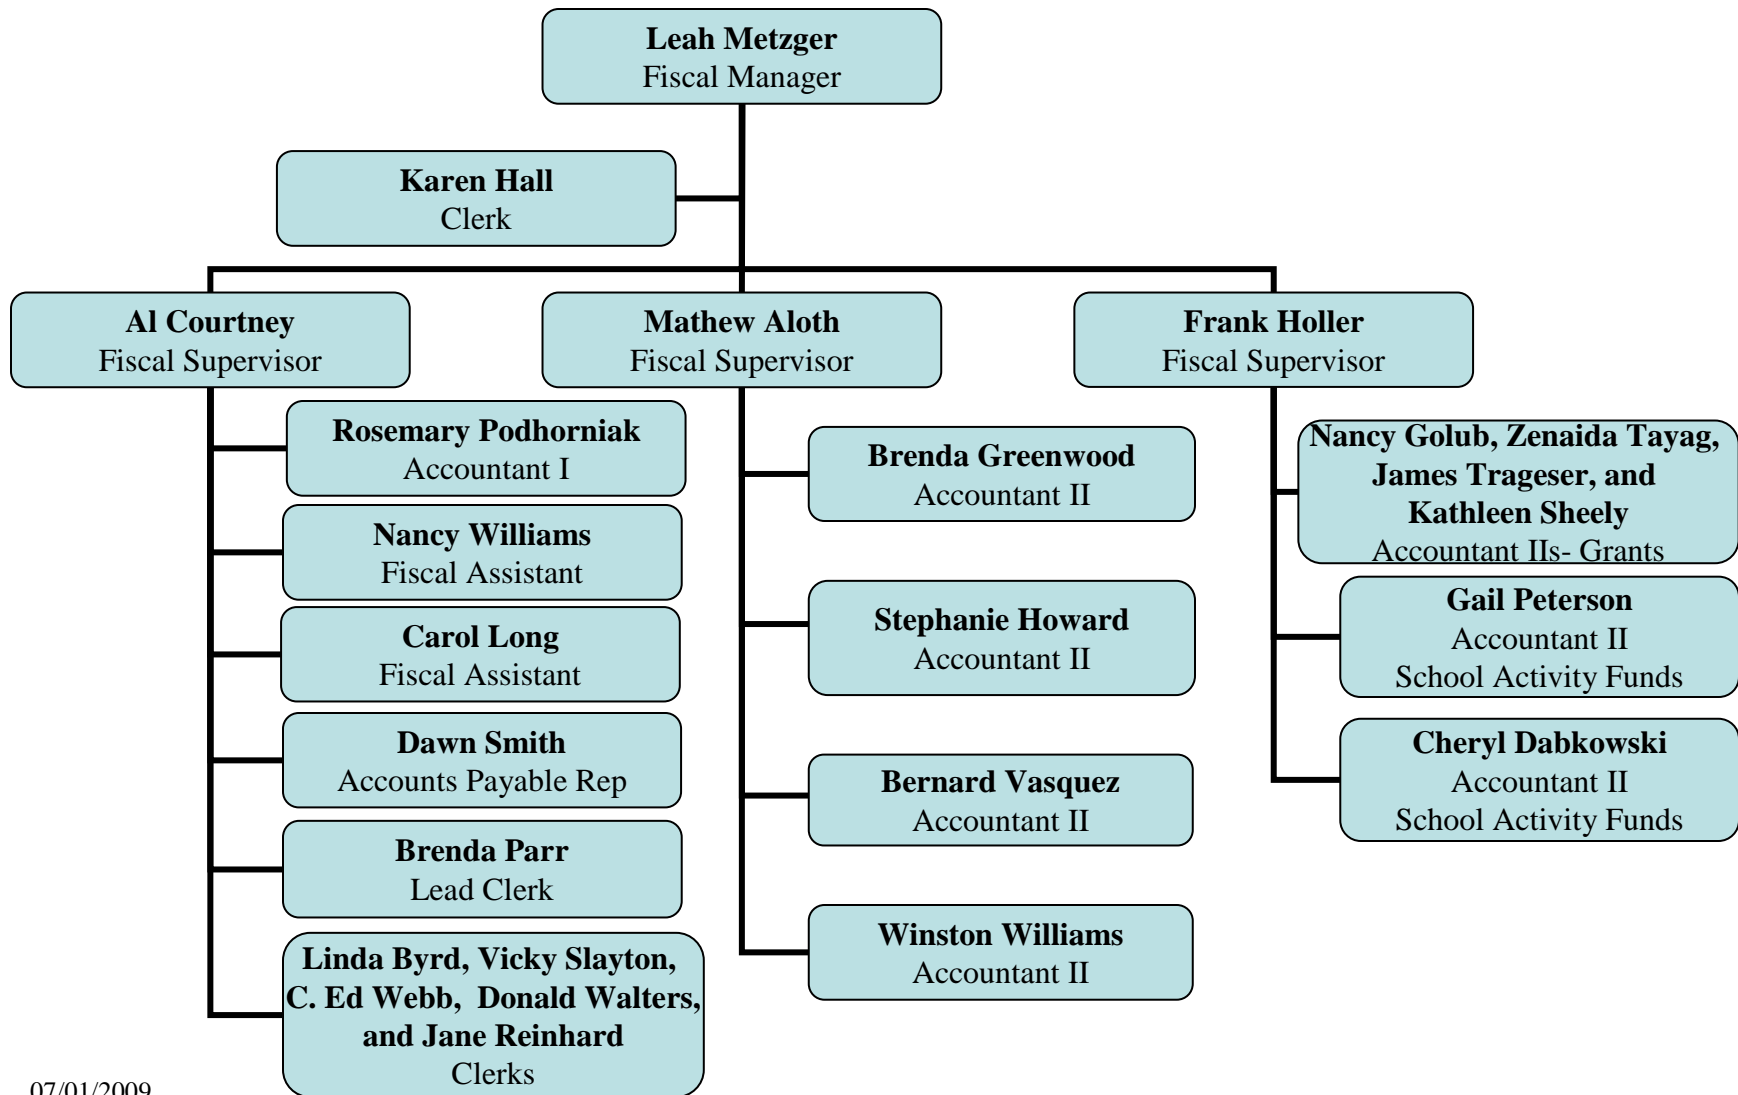 Leah Metzger
Fiscal Manager
Karen Hall
Clerk
Al Courtney
Fiscal Supervisor
Rosemary Podhorniak
Accountant I
Nancy Williams
Fiscal Assistant
Carol Long
Fiscal Assistant
Dawn Smith
Accounts Payable Rep
Brenda Parr
Lead Clerk
Linda Byrd, Vicky Slayton,
C. Ed Webb,  Donald Walters,
and Jane Reinhard
Clerks
Mathew Aloth
Fiscal Supervisor
Brenda Greenwood
Accountant II
Stephanie Howard
Accountant II
Bernard Vasquez
Accountant II
Winston Williams
Accountant II
Frank Holler
Fiscal Supervisor
Nancy Golub, Zenaida Tayag,
James Trageser, and
Kathleen Sheely
Accountant IIs- Grants
Gail Peterson
Accountant II
School Activity Funds
Cheryl Dabkowski
Accountant II
School Activity Funds
07/01/2009